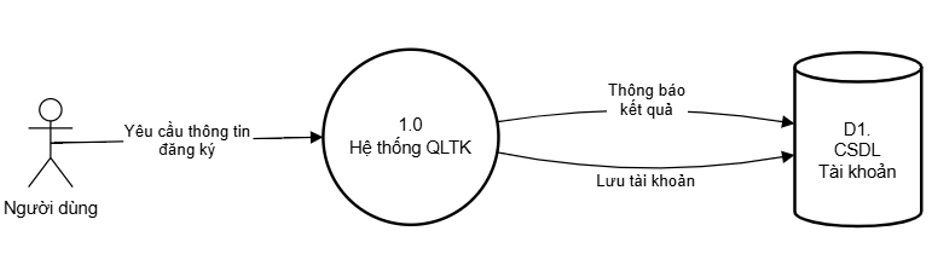 Người dùng
Yêu cầu thông tin
đăng ký
1.0
Hệ thống QLTK
Thông báo
kết quả
Lưu tài khoản
D1.
CSDL
Tài khoản